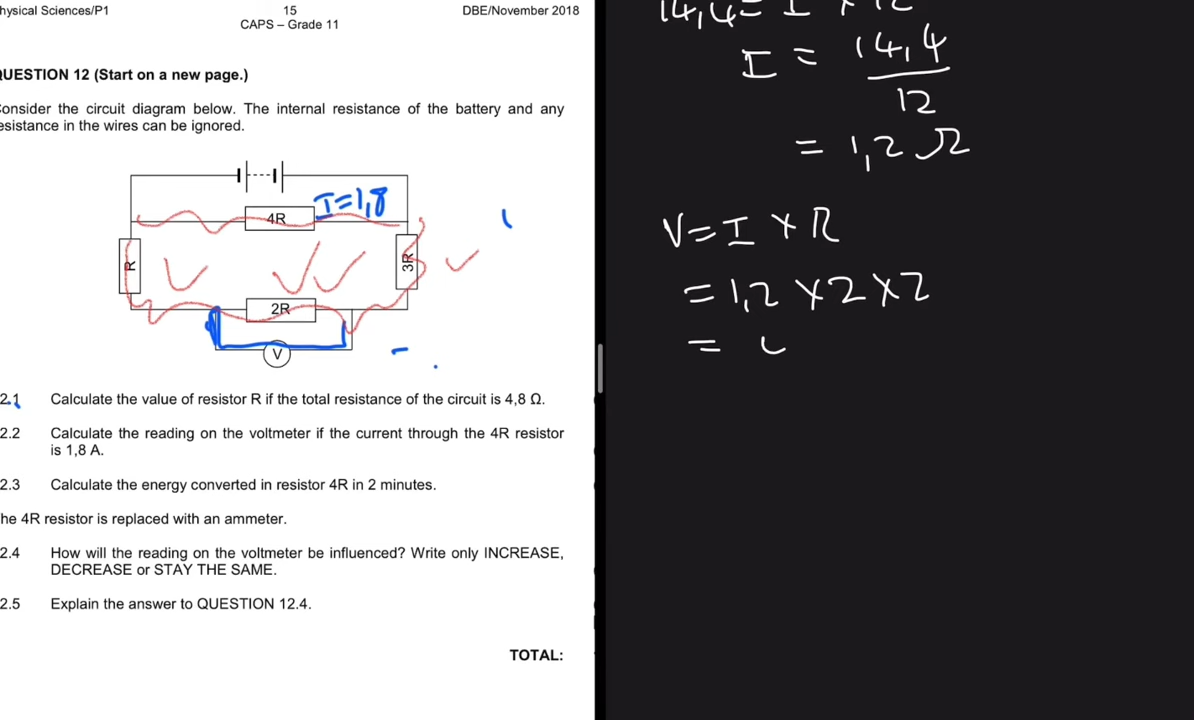 hysical Sciences/P1 15 DBE/November 2018
CAPS – Grade 11
QUESTION 12 (Start on a new page.)
Consider the circuit diagram below. The internal resistance of the battery and any
esistance in the wires can be ignored.
I=1,8
4R
R
3R
2R
V
2.1 Calculate the value of resistor R if the total resistance of the circuit is 4,8 Ω.
2.2 Calculate the reading on the voltmeter if the current through the 4R resistor
is 1,8 A.
2.3 Calculate the energy converted in resistor 4R in 2 minutes.
he 4R resistor is replaced with an ammeter.
2.4 How will the reading on the voltmeter be influenced? Write only INCREASE,
DECREASE or STAY THE SAME.
2.5 Explain the answer to QUESTION 12.4.
TOTAL:
14,4= I × 12
I = 14,4
12
= 1,2 Ω
V= I × R
= 1,2 ×2×2
=